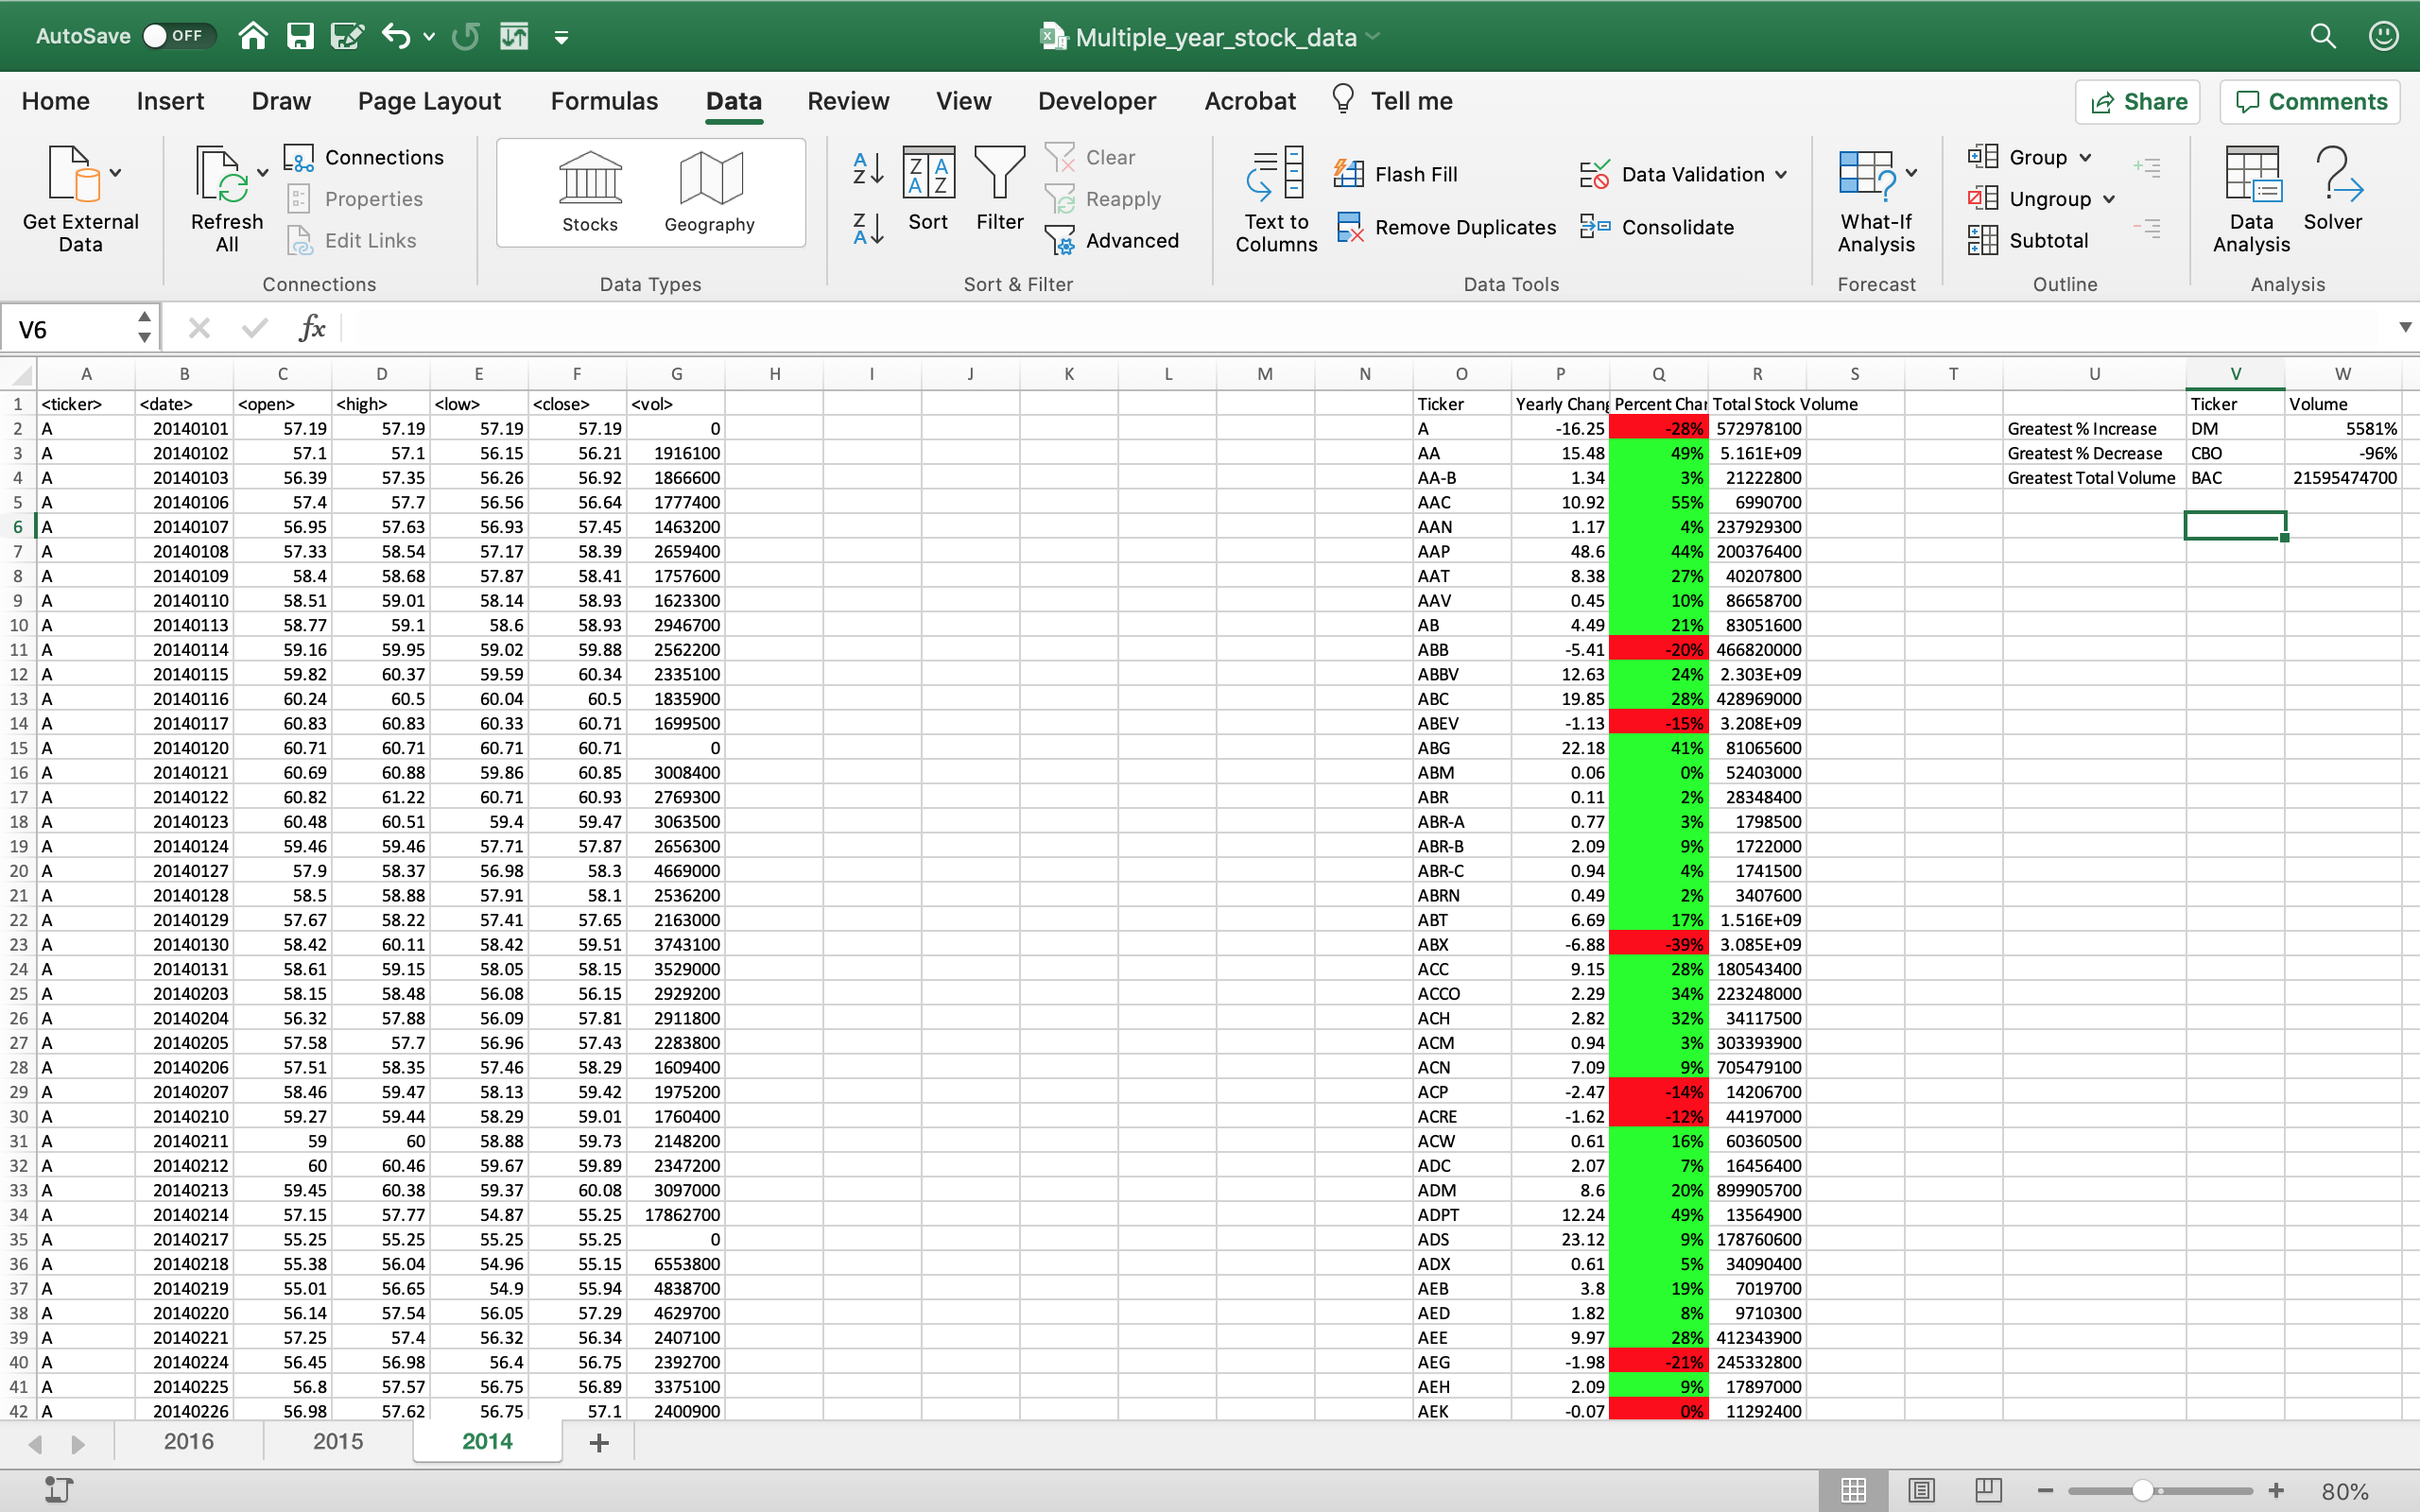 AutoSave OFF Multiple_year_stock_data
Home Insert Draw Page Layout Formulas Data Review View Developer Acrobat Tell me Share Comments
Get External Data
Refresh All
Connections
Properties
Edit Links
Connections
Stocks Geography
Data Types
Sort Filter
Clear
Reapply
Advanced
Sort & Filter
Text to Columns
Flash Fill
Remove Duplicates
Data Validation
Consolidate
Data Tools
What-If Analysis
Forecast
Group
Ungroup
Subtotal
Outline
Data Analysis
Solver
Analysis
V6 fx
A B C D E F G H I J K L M N O P Q R S T U V W
1 <ticker> <date> <open> <high> <low> <close> <vol> Ticker Yearly Chang Percent Char Total Stock Volume Ticker Volume
2 A 20140101 57.19 57.19 57.19 57.19 0 A -16.25 -28% 572978100 Greatest % Increase DM 5581%
3 A 20140102 57.1 57.1 56.15 56.21 1916100 AA 15.48 49% 5.161E+09 Greatest % Decrease CBO -96%
4 A 20140103 56.39 57.35 56.26 56.92 1866600 AA-B 1.34 3% 21222800 Greatest Total Volume BAC 21595474700
5 A 20140106 57.4 57.7 56.56 56.64 1777400 AAC 10.92 55% 6990700
6 A 20140107 56.95 57.63 56.93 57.45 1463200 AAN 1.17 4% 237929300
7 A 20140108 57.33 58.54 57.17 58.39 2659400 AAP 48.6 44% 200376400
8 A 20140109 58.4 58.68 57.87 58.41 1757600 AAT 8.38 27% 40207800
9 A 20140110 58.51 59.01 58.14 58.93 1623300 AAV 0.45 10% 86658700
10 A 20140113 58.77 59.1 58.6 58.93 2946700 AB 4.49 21% 83051600
11 A 20140114 59.16 59.95 59.02 59.88 2562200 ABB -5.41 -20% 466820000
12 A 20140115 59.82 60.37 59.59 60.34 2335100 ABBV 12.63 24% 2.303E+09
13 A 20140116 60.24 60.5 60.04 60.5 1835900 ABC 19.85 28% 428969000
14 A 20140117 60.83 60.83 60.33 60.71 1699500 ABEV -1.13 -15% 3.208E+09
15 A 20140120 60.71 60.71 60.71 60.71 0 ABG 22.18 41% 81065600
16 A 20140121 60.69 60.88 59.86 60.85 3008400 ABM 0.06 0% 52403000
17 A 20140122 60.82 61.22 60.71 60.93 2769300 ABR 0.11 2% 28348400
18 A 20140123 60.48 60.51 59.4 59.47 3063500 ABR-A 0.77 3% 1798500
19 A 20140124 59.46 59.46 57.71 57.87 2656300 ABR-B 2.09 9% 1722000
20 A 20140127 57.9 58.37 56.98 58.3 4669000 ABR-C 0.94 4% 1741500
21 A 20140128 58.5 58.88 57.91 58.1 2536200 ABRN 0.49 2% 3407600
22 A 20140129 57.67 58.22 57.41 57.65 2163000 ABT 6.69 17% 1.516E+09
23 A 20140130 58.42 60.11 58.42 59.51 3743100 ABX -6.88 -39% 3.085E+09
24 A 20140131 58.61 59.15 58.05 58.15 3529000 ACC 9.15 28% 180543400
25 A 20140203 58.15 58.48 56.08 56.15 2929200 ACCO 2.29 34% 223248000
26 A 20140204 56.32 57.88 56.09 57.81 2911800 ACH 2.82 32% 34117500
27 A 20140205 57.58 57.7 56.96 57.43 2283800 ACM 0.94 3% 303393900
28 A 20140206 57.51 58.35 57.46 58.29 1609400 ACN 7.09 9% 705479100
29 A 20140207 58.46 59.47 58.13 59.42 1975200 ACP -2.47 -14% 14206700
30 A 20140210 59.27 59.44 58.29 59.01 1760400 ACRE -1.62 -12% 44197000
31 A 20140211 59 60 58.88 59.73 2148200 ACW 0.61 16% 60360500
32 A 20140212 60 60.46 59.67 59.89 2347200 ADC 2.07 7% 16456400
33 A 20140213 59.45 60.38 59.37 60.08 3097000 ADM 8.6 20% 899905700
34 A 20140214 57.15 57.77 54.87 55.25 17862700 ADPT 12.24 49% 13564900
35 A 20140217 55.25 55.25 55.25 55.25 0 ADS 23.12 9% 178760600
36 A 20140218 55.38 56.04 54.96 55.15 6553800 ADX 0.61 5% 34090400
37 A 20140219 55.01 56.65 54.9 55.94 4838700 AEB 3.8 19% 7019700
38 A 20140220 56.14 57.54 56.05 57.29 4629700 AED 1.82 8% 9710300
39 A 20140221 57.25 57.4 56.32 56.34 2407100 AEE 9.97 28% 412343900
40 A 20140224 56.45 56.98 56.4 56.75 2392700 AEG -1.98 -21% 245332800
41 A 20140225 56.8 57.57 56.75 56.89 3375100 AEH 2.09 9% 17897000
42 A 20140226 56.98 57.62 56.75 57.1 2400900 AEK -0.07 0% 11292400
2016 2015 2014
80%